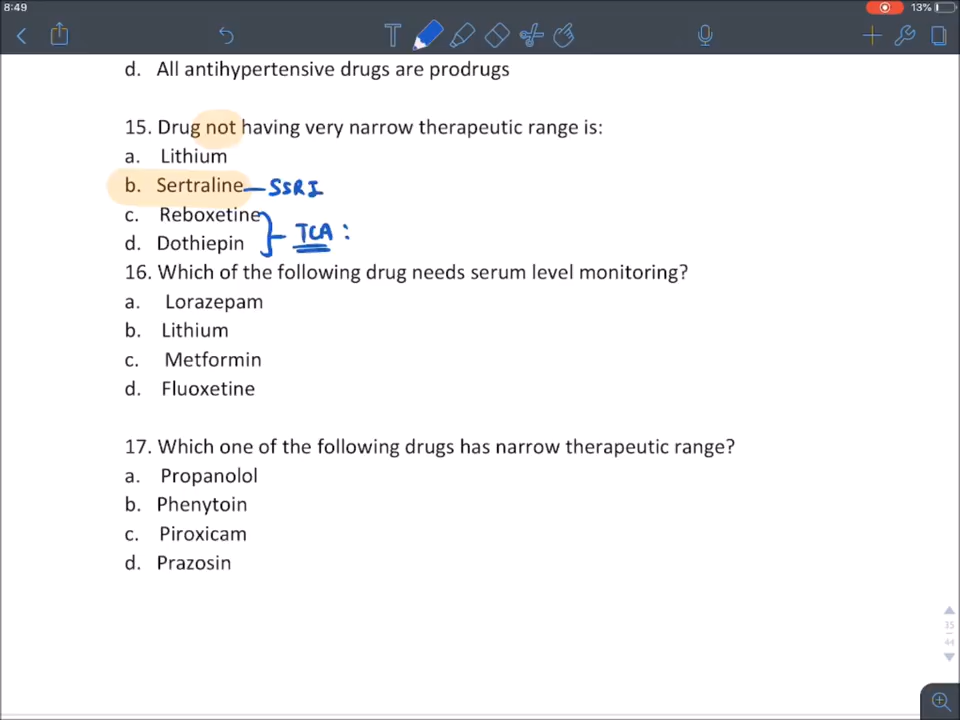 8:49
13%
T
d. All antihypertensive drugs are prodrugs
15. Drug not having very narrow therapeutic range is:
a. Lithium
b. Sertraline — SSRI
c. Reboxetine
TCA :
d. Dothiepin
16. Which of the following drug needs serum level monitoring?
a. Lorazepam
b. Lithium
c. Metformin
d. Fluoxetine
17. Which one of the following drugs has narrow therapeutic range?
a. Propanolol
b. Phenytoin
c. Piroxicam
d. Prazosin
35
44